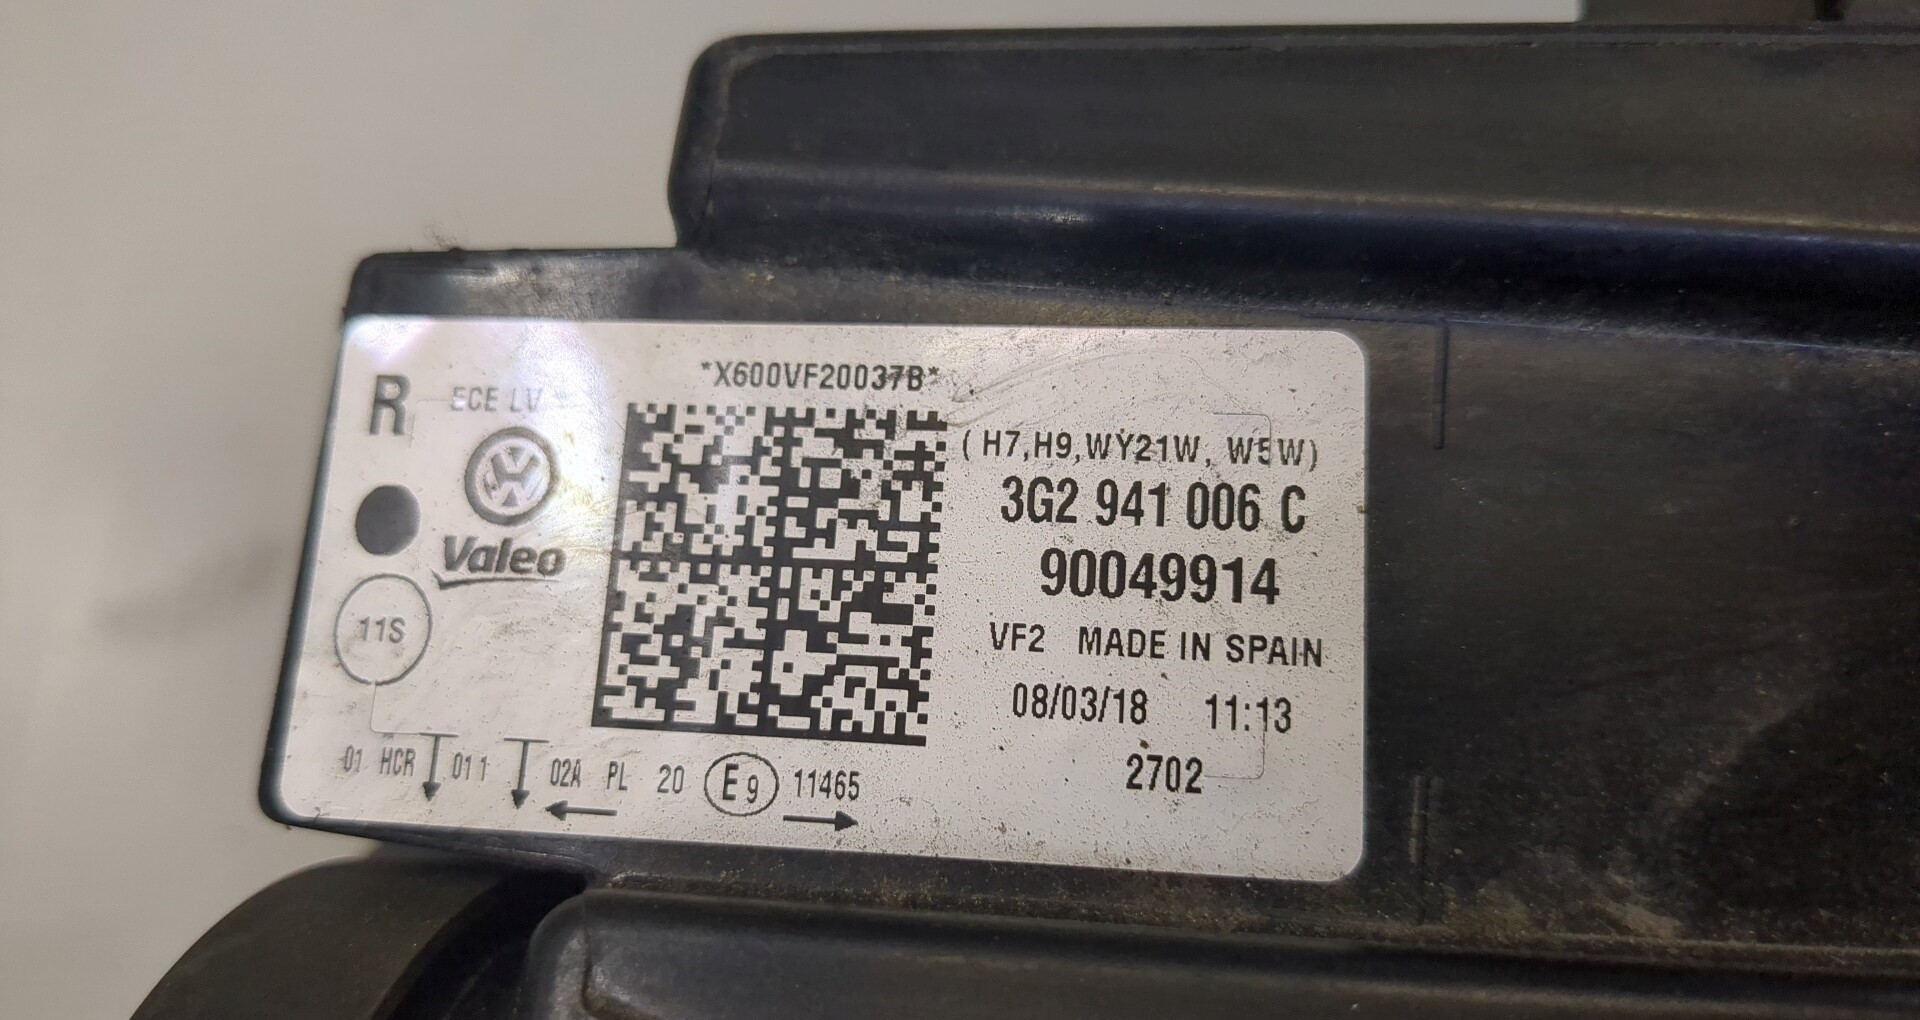 *X600VF20037B*
R ECE LV
(H7,H9,WY21W, W5W)
3G2 941 006 C
Valeo
90049914
11S
VF2 MADE IN SPAIN
08/03/18 11:13
01 HCR 011 02A PL 20 E9 11465
2702